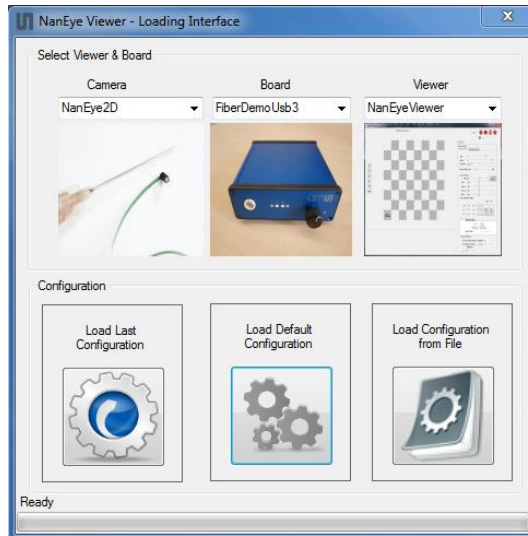 NanEye Viewer - Loading Interface
Select Viewer & Board
Camera
Board
Viewer
NanEye2D
FiberDemoUsb3
NanEyeViewer
Configuration
Load Last
Configuration
Load Default
Configuration
Load Configuration
from File
Ready